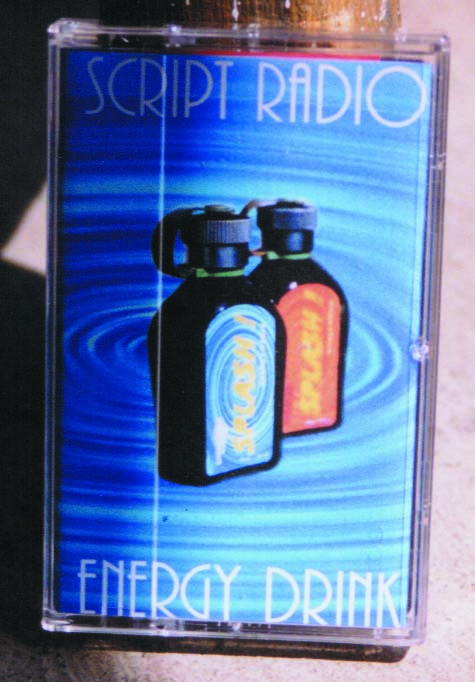 SCRIPT RADIO
SPLASH !
SPLASH !
ENERGY DRINK